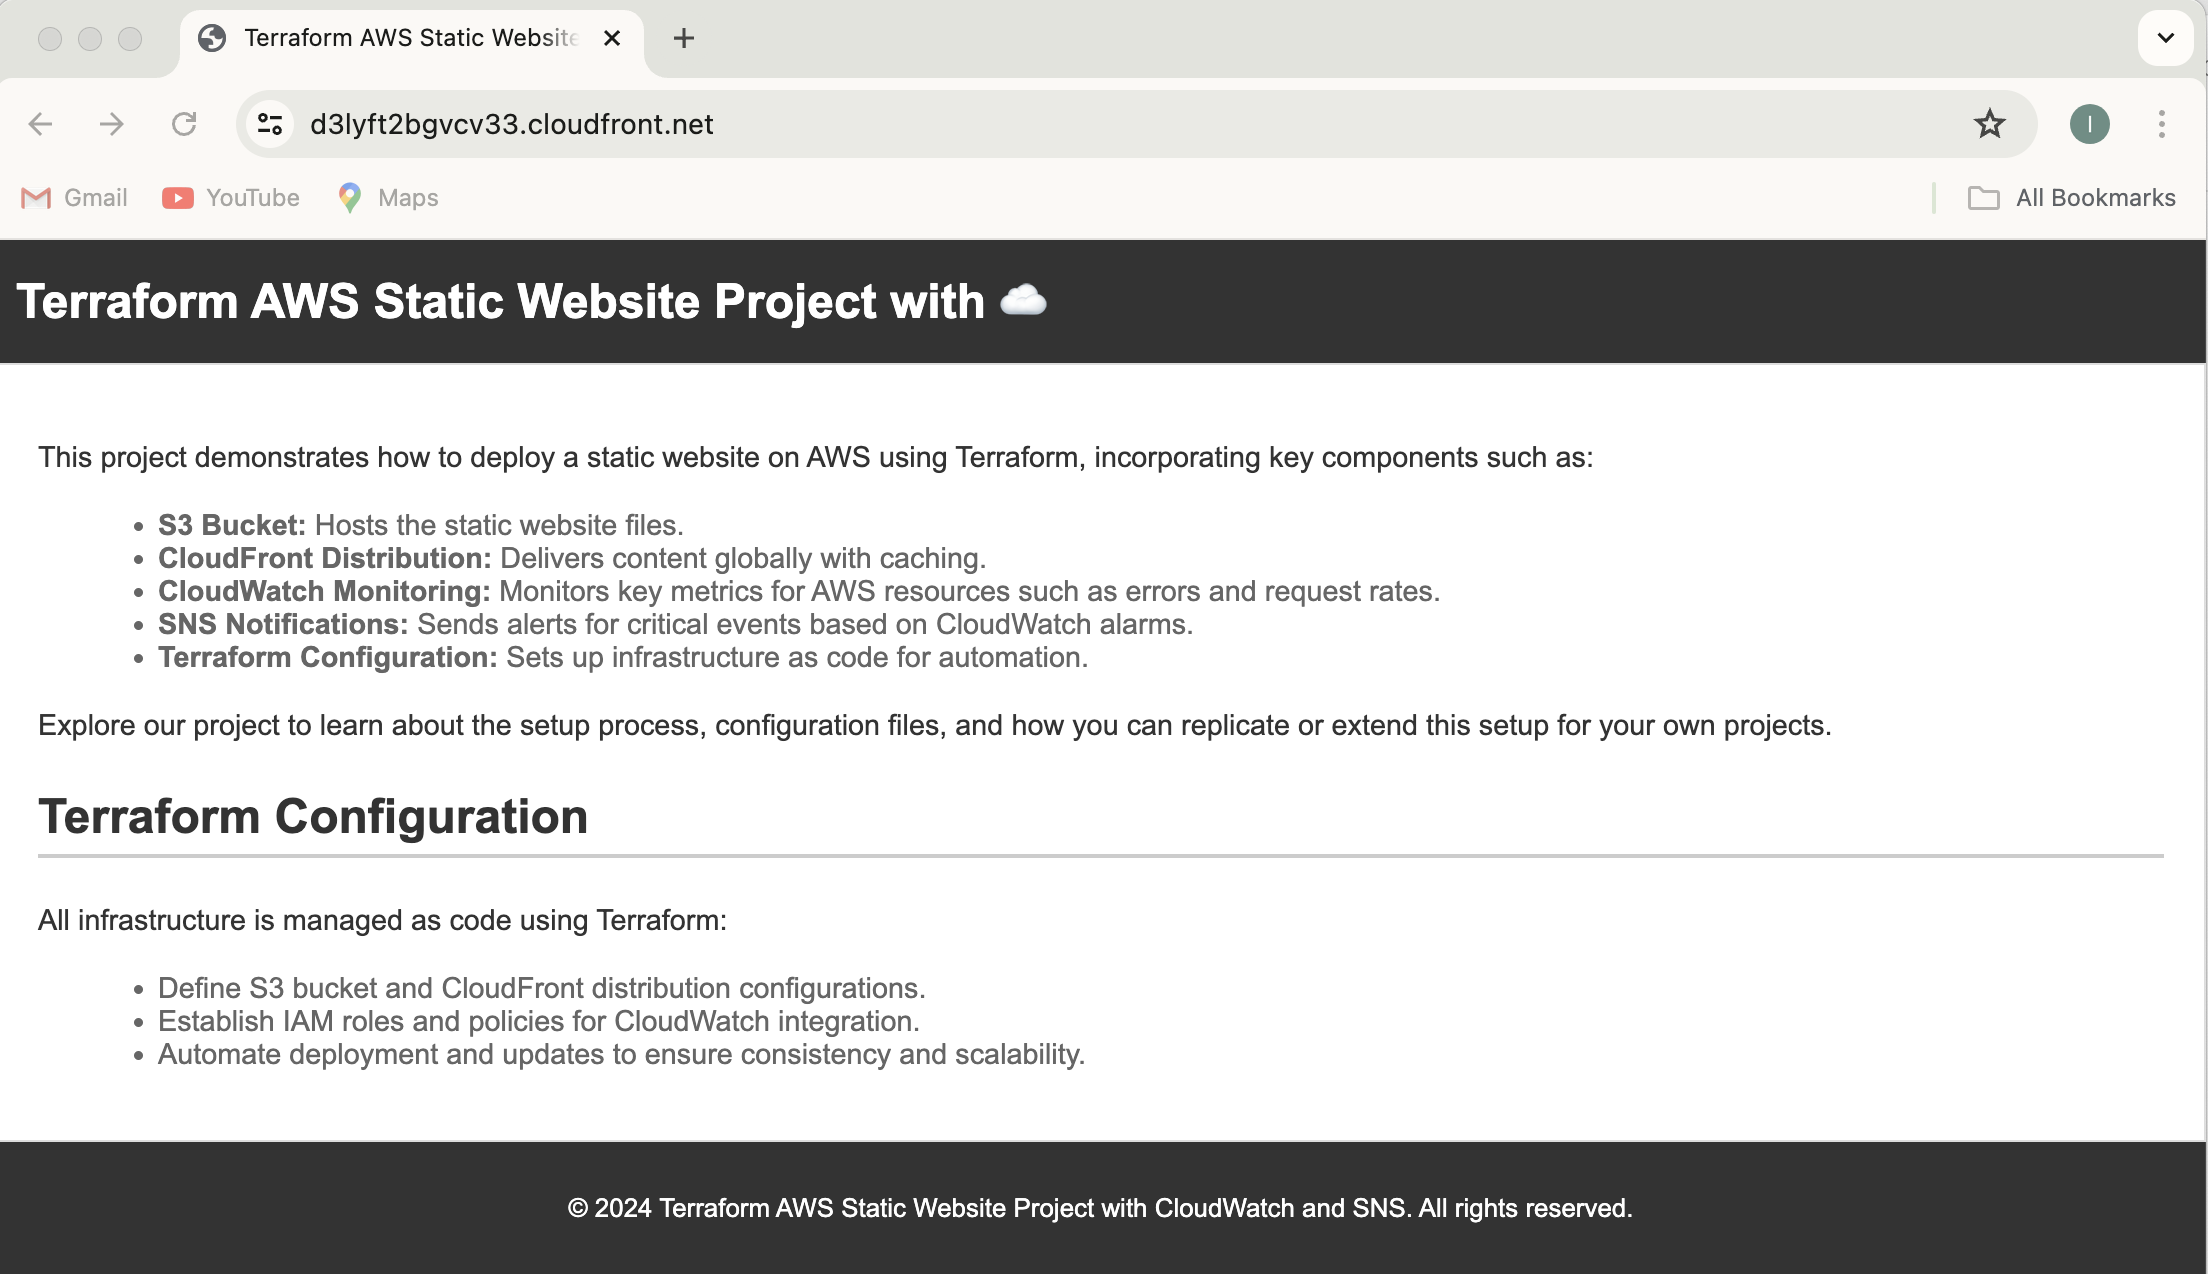 Terraform AWS Static Website
d3lyft2bgvcv33.cloudfront.net
I
Gmail YouTube Maps All Bookmarks
Terraform AWS Static Website Project with ☁️
This project demonstrates how to deploy a static website on AWS using Terraform, incorporating key components such as:
• S3 Bucket: Hosts the static website files.
• CloudFront Distribution: Delivers content globally with caching.
• CloudWatch Monitoring: Monitors key metrics for AWS resources such as errors and request rates.
• SNS Notifications: Sends alerts for critical events based on CloudWatch alarms.
• Terraform Configuration: Sets up infrastructure as code for automation.
Explore our project to learn about the setup process, configuration files, and how you can replicate or extend this setup for your own projects.
Terraform Configuration
All infrastructure is managed as code using Terraform:
• Define S3 bucket and CloudFront distribution configurations.
• Establish IAM roles and policies for CloudWatch integration.
• Automate deployment and updates to ensure consistency and scalability.
© 2024 Terraform AWS Static Website Project with CloudWatch and SNS. All rights reserved.